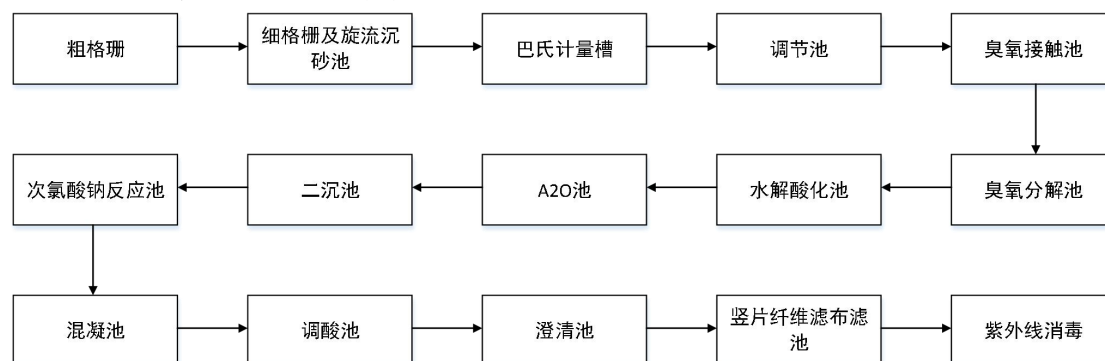 粗格珊
细格栅及旋流沉
砂池
巴氏计量槽
调节池
臭氧接触池
次氯酸钠反应池
二沉池
A2O池
水解酸化池
臭氧分解池
混凝池
调酸池
澄清池
竖片纤维滤布滤
池
紫外线消毒